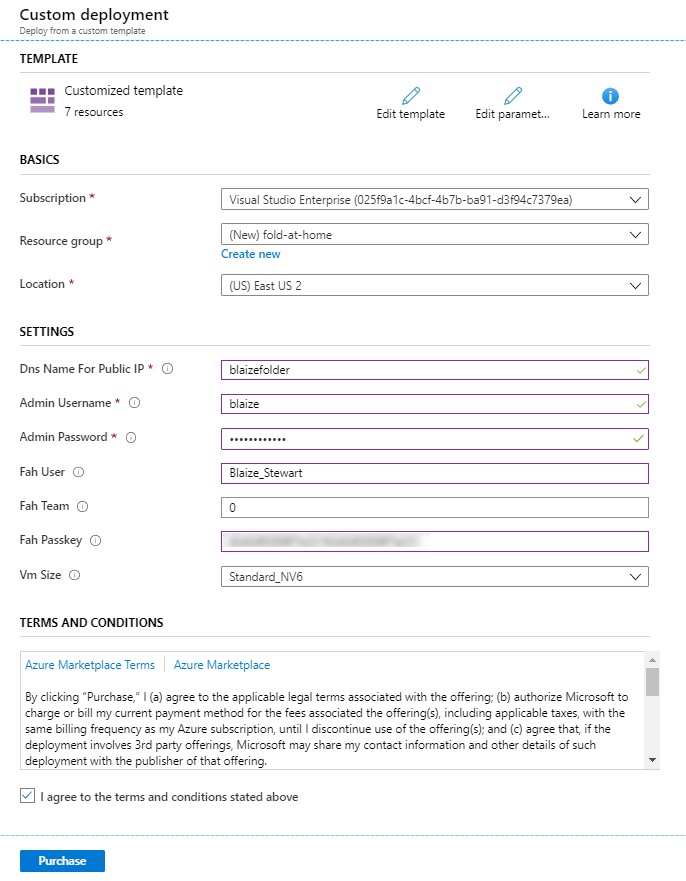 Custom deployment
Deploy from a custom template
TEMPLATE
Customized template
7 resources
Edit template
Edit paramet...
Learn more
BASICS
Subscription *
Visual Studio Enterprise (025f9a1c-4bcf-4b7b-ba91-d3f94c7379ea)
Resource group *
(New) fold-at-home
Create new
Location *
(US) East US 2
SETTINGS
Dns Name For Public IP *
blaizefolder
Admin Username *
blaize
Admin Password *
••••••••••••
Fah User
Blaize_Stewart
Fah Team
0
Fah Passkey
Vm Size
Standard_NV6
TERMS AND CONDITIONS
Azure Marketplace Terms
Azure Marketplace
By clicking "Purchase," I (a) agree to the applicable legal terms associated with the offering; (b) authorize Microsoft to
charge or bill my current payment method for the fees associated the offering(s), including applicable taxes, with the
same billing frequency as my Azure subscription, until I discontinue use of the offering(s); and (c) agree that, if the
deployment involves 3rd party offerings, Microsoft may share my contact information and other details of such
deployment with the publisher of that offering.
I agree to the terms and conditions stated above
Purchase